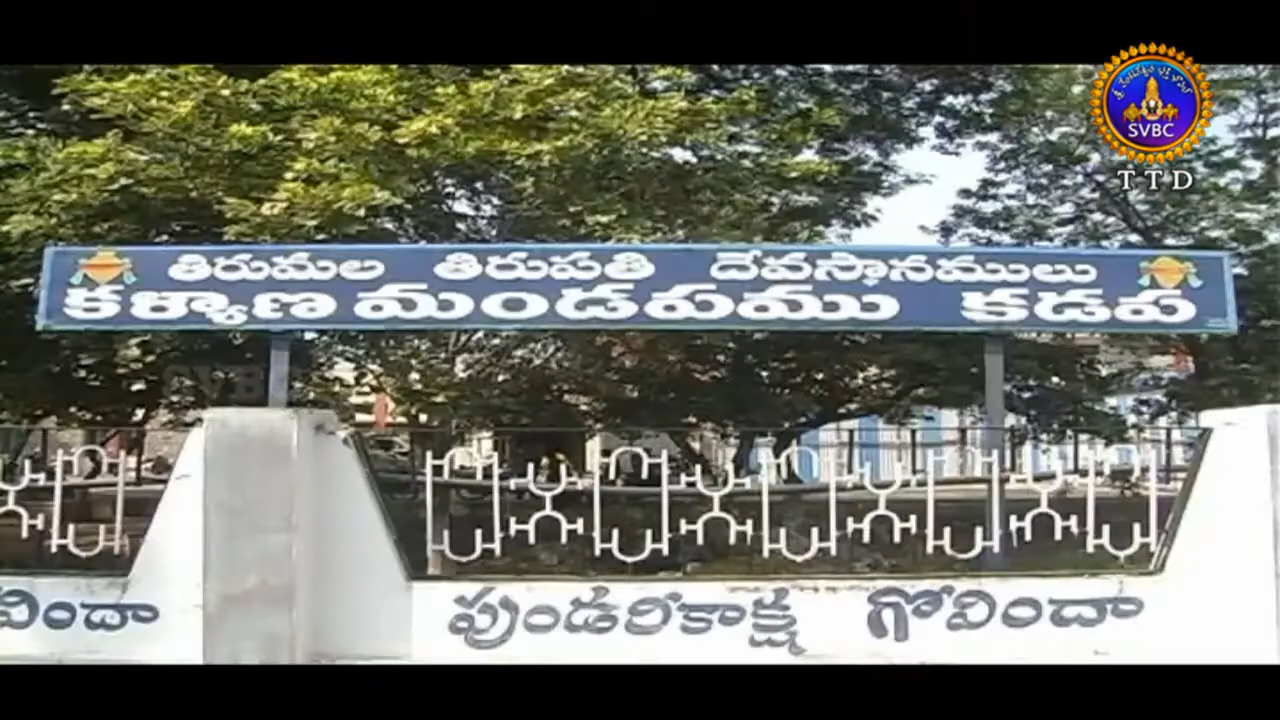 SVBC
TTD
తిరుమల తిరుపతి దేవస్థానములు
కళ్యాణ మండపము కడప
విందా
పుండరీకాక్ష గోవిందా